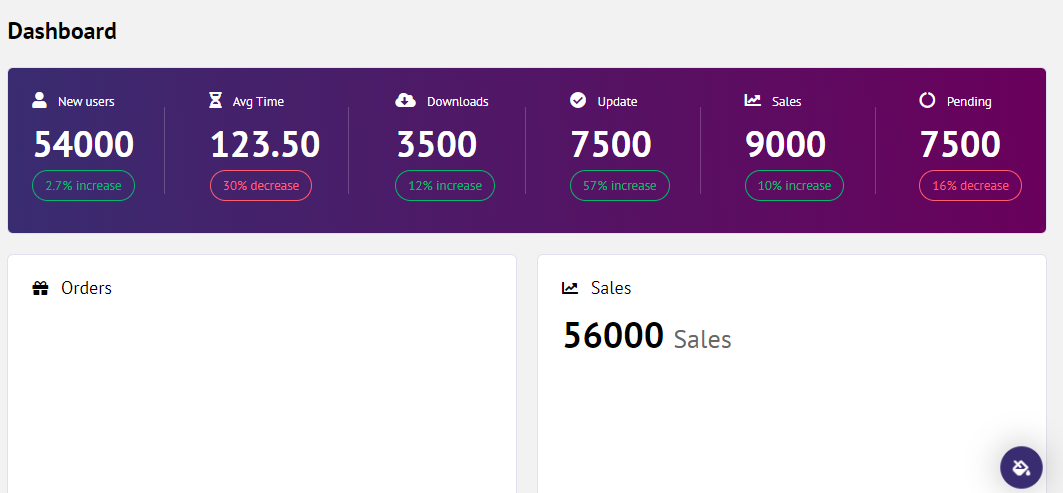 Dashboard
New users
54000
2.7% increase
Avg Time
123.50
30% decrease
Downloads
3500
12% increase
Update
7500
57% increase
Sales
9000
10% increase
Pending
7500
16% decrease
Orders
Sales
56000 Sales